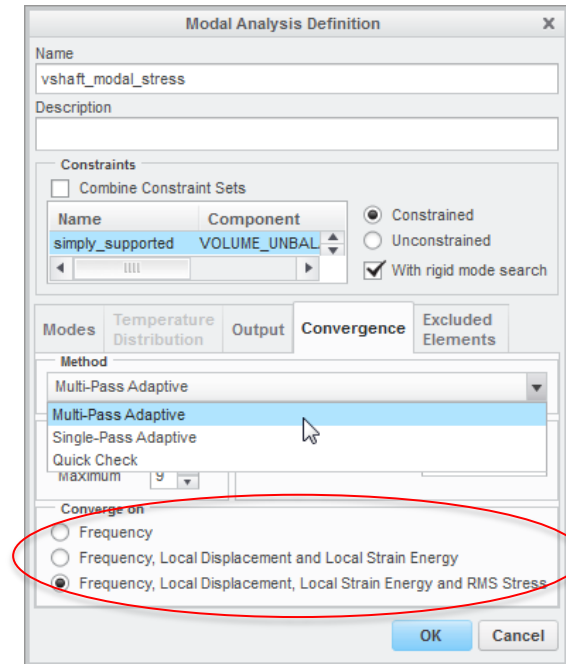 Modal Analysis Definition X
Name
vshaft_modal_stress
Description
Constraints
Combine Constraint Sets
Name Component
simply_supported VOLUME_UNBAL
Constrained
Unconstrained
With rigid mode search
Modes Temperature Distribution Output Convergence Excluded Elements
Method
Multi-Pass Adaptive
Multi-Pass Adaptive
Single-Pass Adaptive
Quick Check
Maximum 9
Converge on
Frequency
Frequency, Local Displacement and Local Strain Energy
Frequency, Local Displacement, Local Strain Energy and RMS Stress
OK Cancel